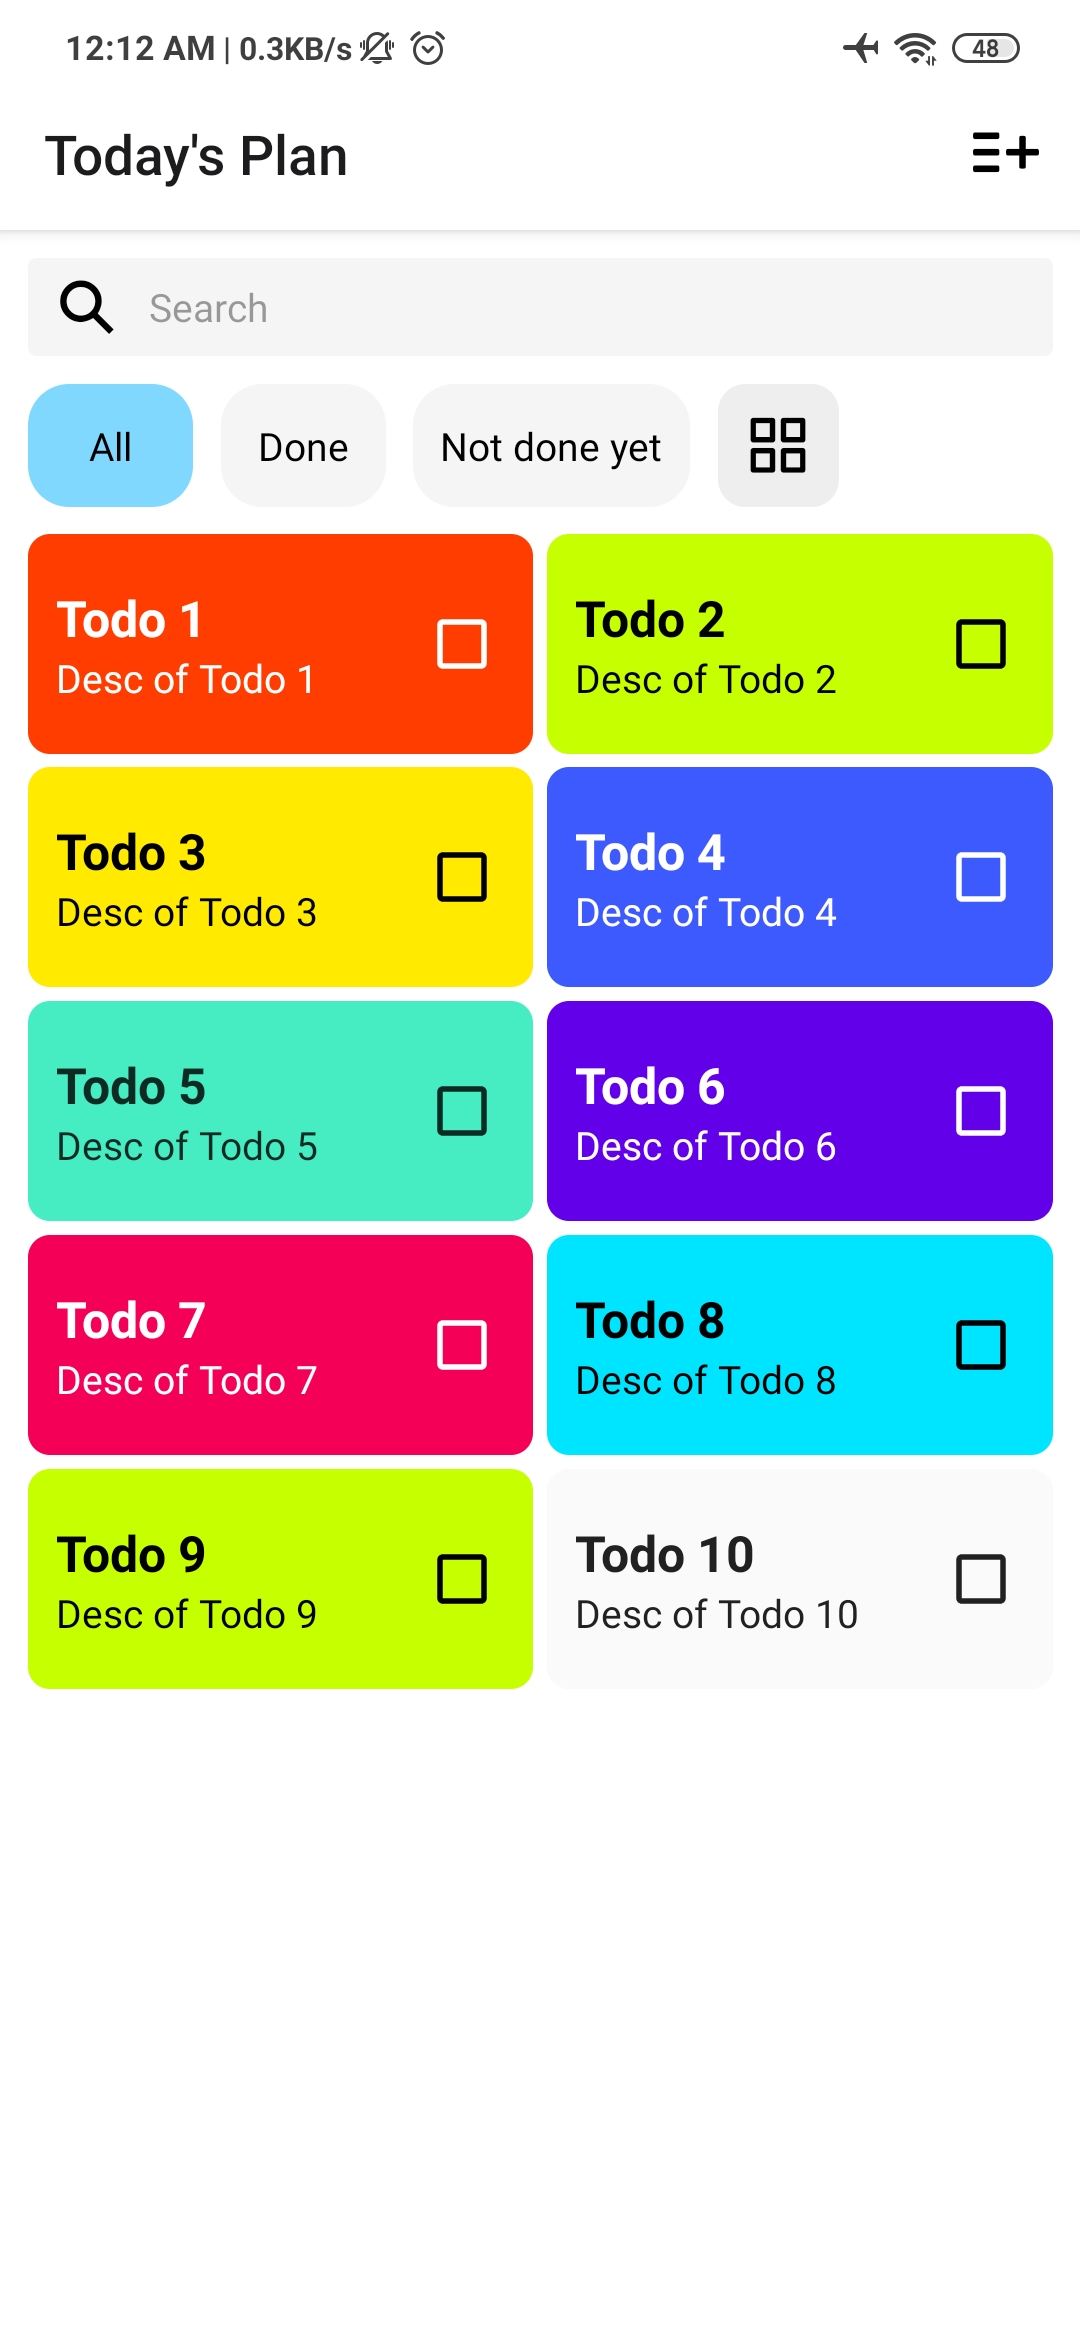 12:12 AM | 0.3KB/s 48
Today's Plan
Search
All Done Not done yet
Todo 1
Desc of Todo 1
Todo 2
Desc of Todo 2
Todo 3
Desc of Todo 3
Todo 4
Desc of Todo 4
Todo 5
Desc of Todo 5
Todo 6
Desc of Todo 6
Todo 7
Desc of Todo 7
Todo 8
Desc of Todo 8
Todo 9
Desc of Todo 9
Todo 10
Desc of Todo 10